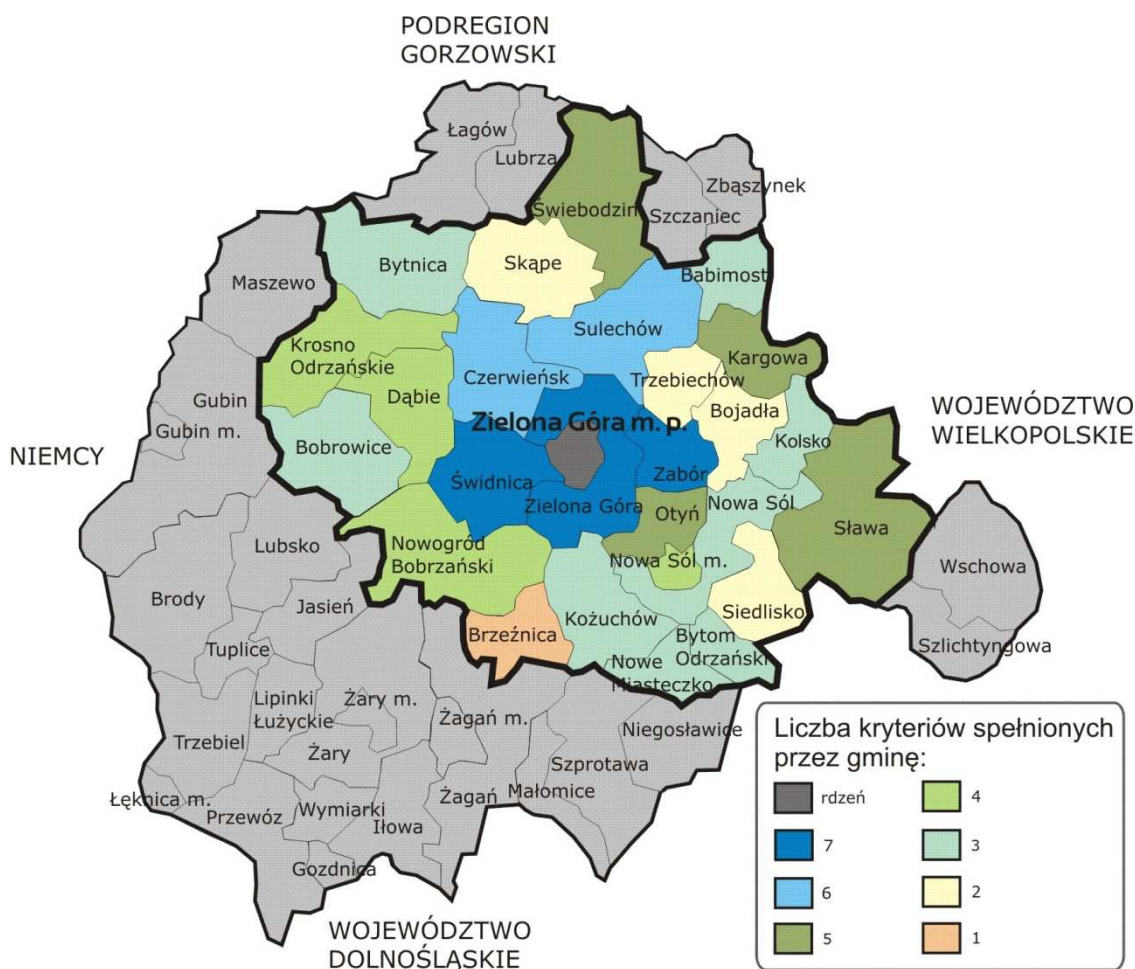 PODREGION
GORZOWSKI
Łagów
Lubrza
Zbąszynek
Świebodzin
Szczaniec
Maszewo
Bytnica
Skąpe
Babimost
Sulechów
Krosno
Odrzańskie
Kargowa
Czerwieńsk
Trzebiechów
Gubin
Dąbie
Bojadła
WOJEWÓDZTWO
WIELKOPOLSKIE
Zielona Góra m. p.
Gubin m.
NIEMCY
Bobrowice
Kolsko
Świdnica
Zabór
Zielona Góra
Nowa Sól
Otyń
Sława
Lubsko
Nowogród
Bobrzański
Nowa Sól m.
Wschowa
Brody
Jasień
Siedlisko
Kożuchów
Brzeźnica
Bytom
Odrzański
Tuplice
Szlichtyngowa
Nowe
Miasteczko
Lipinki
Łużyckie
Żary m.
Żagań m.
Niegosławice
Trzebiel
Żary
Szprotawa
Łęknica m.
Przewóz
Wymiarki
Iłowa
Żagań
Małomice
Gozdnica
WOJEWÓDZTWO
DOLNOŚLĄSKIE
Liczba kryteriów spełnionych
przez gminę:
rdzeń
7
6
5
4
3
2
1